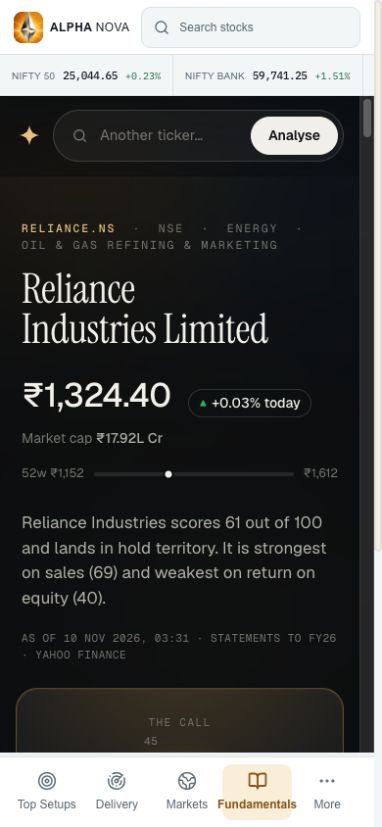 ALPHA NOVA
Search stocks
NIFTY 50 25,044.65 +0.23% NIFTY BANK 59,741.25 +1.51%
Another ticker...
Analyse
RELIANCE.NS · NSE · ENERGY ·
OIL & GAS REFINING & MARKETING
Reliance
Industries Limited
₹1,324.40
▲ +0.03% today
Market cap ₹17.92L Cr
52w ₹1,152 ₹1,612
Reliance Industries scores 61 out of 100
and lands in hold territory. It is strongest
on sales (69) and weakest on return on
equity (40).
AS OF 10 NOV 2026, 03:31 · STATEMENTS TO FY26
· YAHOO FINANCE
THE CALL
45
Top Setups Delivery Markets Fundamentals More